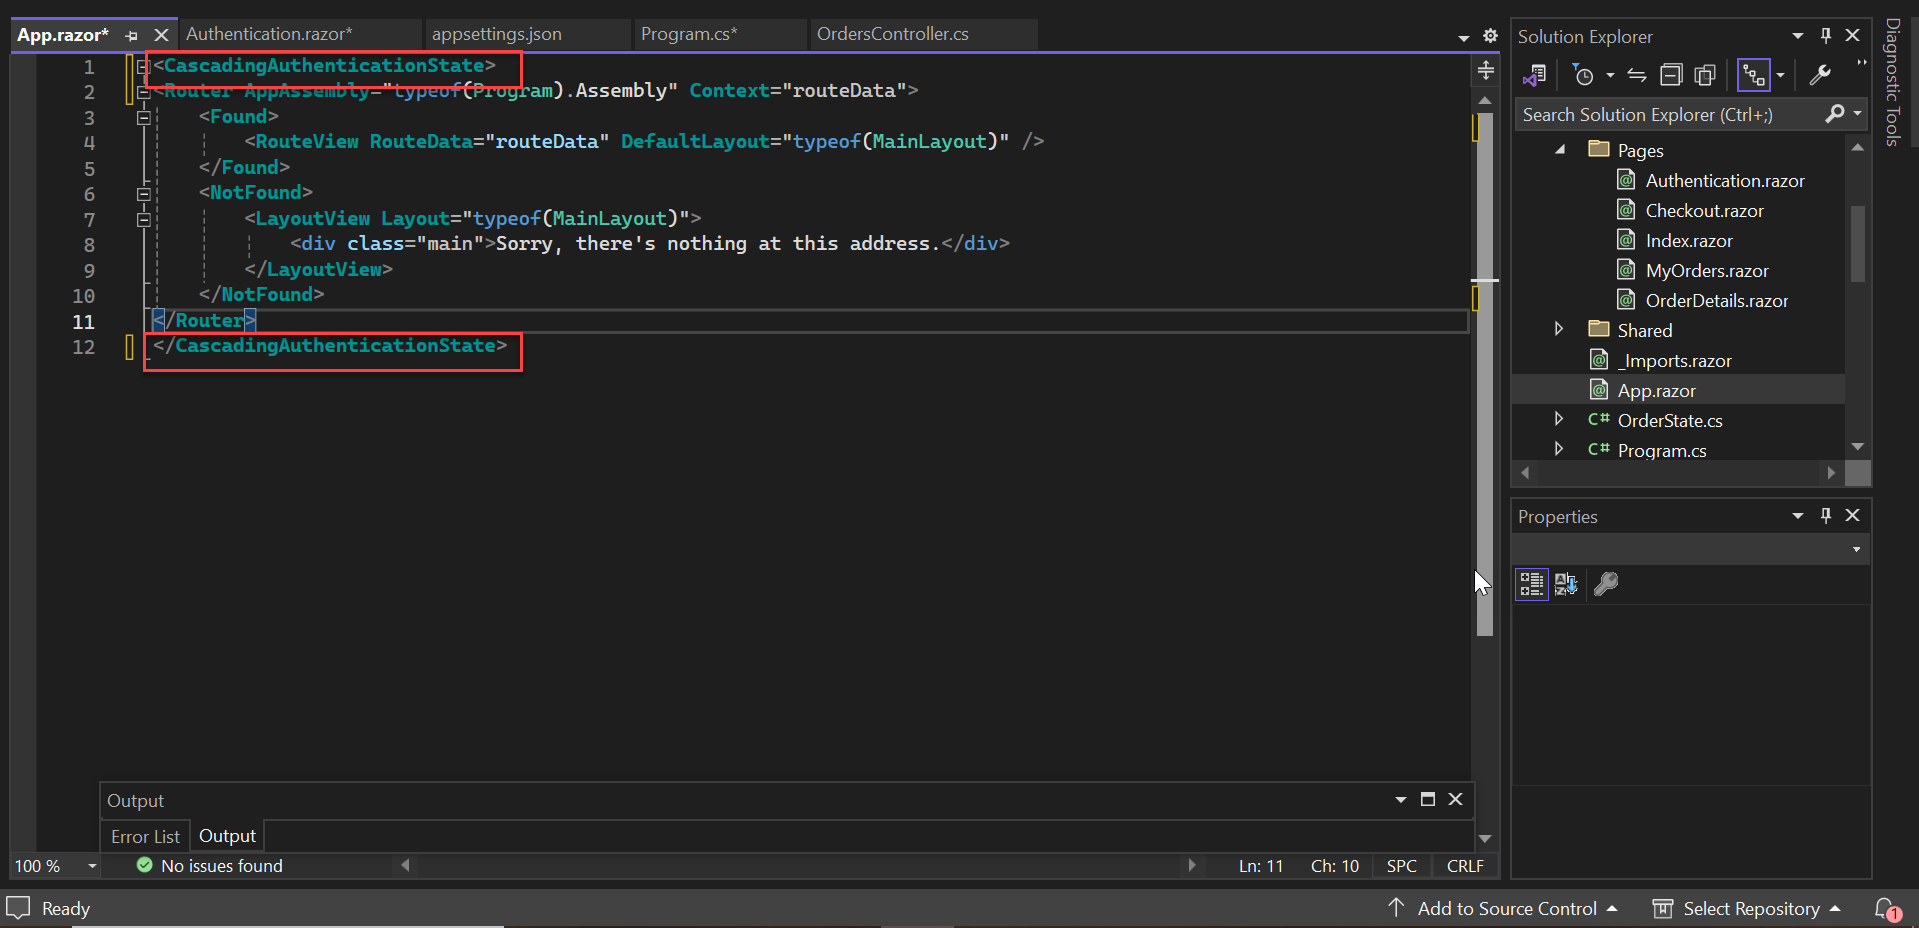 App.razor*
Authentication.razor*
appsettings.json
Program.cs*
OrdersController.cs
1 <CascadingAuthenticationState>
2 <Router AppAssembly="typeof(Program).Assembly" Context="routeData">
3 <Found>
4 <RouteView RouteData="routeData" DefaultLayout="typeof(MainLayout)" />
5 </Found>
6 <NotFound>
7 <LayoutView Layout="typeof(MainLayout)">
8 <div class="main">Sorry, there's nothing at this address.</div>
9 </LayoutView>
10 </NotFound>
11 </Router>
12 </CascadingAuthenticationState>
Output
Error List
Output
100 %
No issues found
Ln: 11
Ch: 10
SPC
CRLF
Solution Explorer
Search Solution Explorer (Ctrl+;)
Pages
Authentication.razor
Checkout.razor
Index.razor
MyOrders.razor
OrderDetails.razor
Shared
_Imports.razor
App.razor
C# OrderState.cs
C# Program.cs
Properties
Diagnostic Tools
Ready
Add to Source Control
Select Repository
1